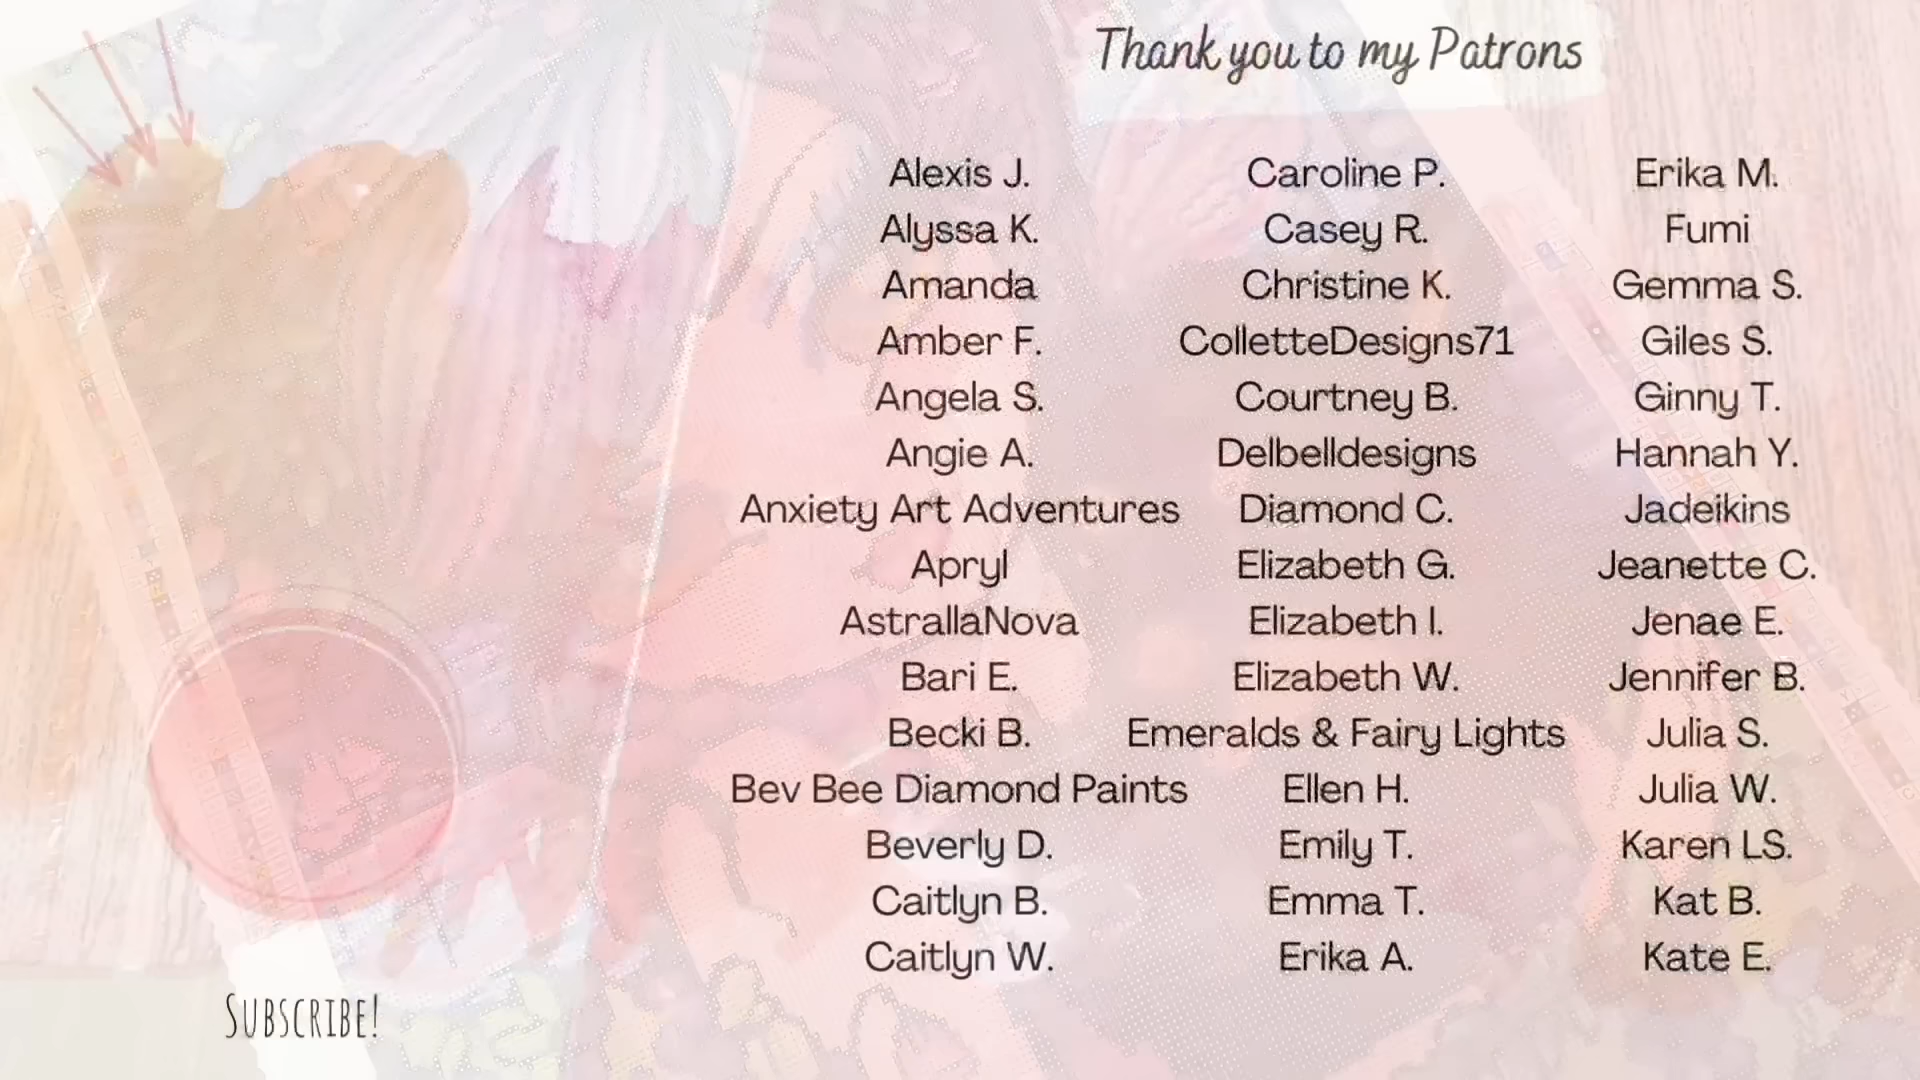 Thank you to my Patrons
Alexis J.
Alyssa K.
Amanda
Amber F.
Angela S.
Angie A.
Anxiety Art Adventures
Apryl
AstrallaNova
Bari E.
Becki B.
Bev Bee Diamond Paints
Beverly D.
Caitlyn B.
Caitlyn W.
Caroline P.
Casey R.
Christine K.
ColletteDesigns71
Courtney B.
Delbelldesigns
Diamond C.
Elizabeth G.
Elizabeth I.
Elizabeth W.
Emeralds & Fairy Lights
Ellen H.
Emily T.
Emma T.
Erika A.
Erika M.
Fumi
Gemma S.
Giles S.
Ginny T.
Hannah Y.
Jadeikins
Jeanette C.
Jenae E.
Jennifer B.
Julia S.
Julia W.
Karen LS.
Kat B.
Kate E.
SUBSCRIBE!